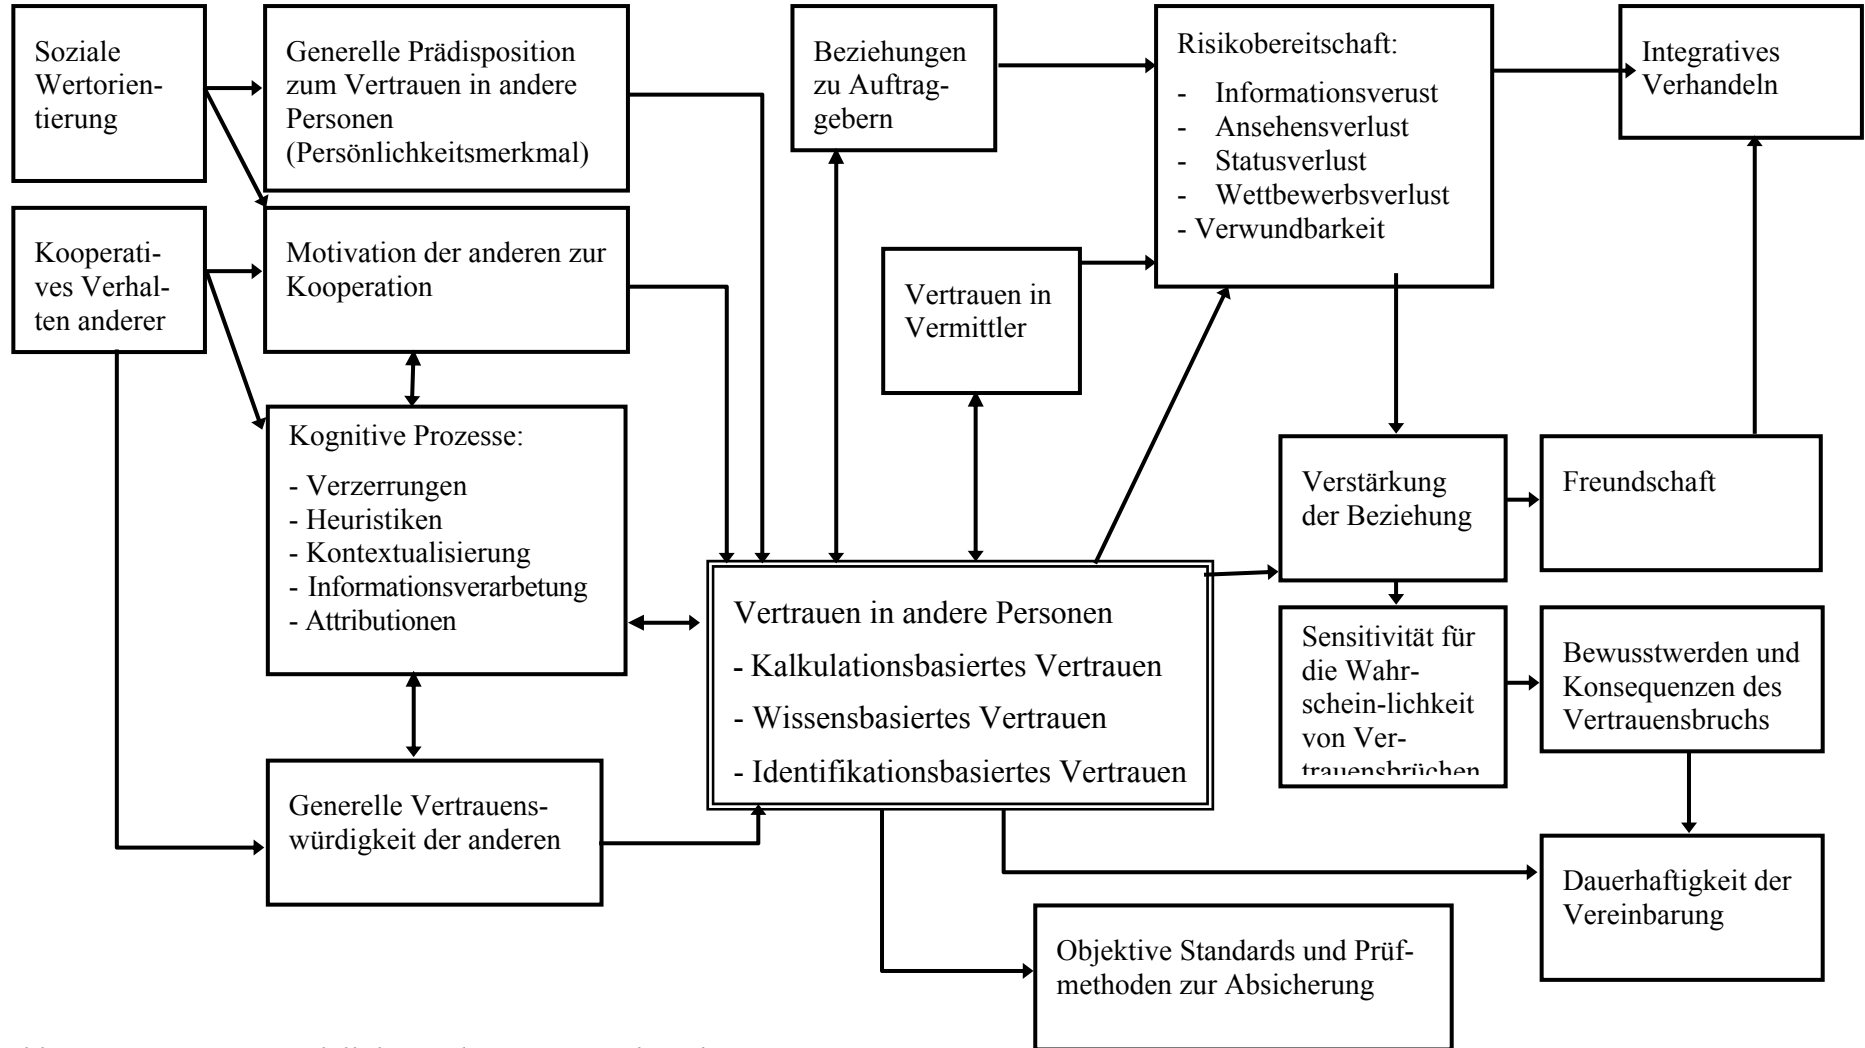 Soziale
Wertorien-
tierung
Generelle Prädisposition
zum Vertrauen in andere
Personen
(Persönlichkeitsmerkmal)
Beziehungen
zu Auftrag-
gebern
Risikobereitschaft:
- Informationsverust
- Ansehensverlust
- Statusverlust
- Wettbewerbsverlust
- Verwundbarkeit
Integratives
Verhandeln
Kooperati-
ves Verhal-
ten anderer
Motivation der anderen zur
Kooperation
Vertrauen in
Vermittler
Kognitive Prozesse:
- Verzerrungen
- Heuristiken
- Kontextualisierung
- Informationsverarbetung
- Attributionen
Verstärkung
der Beziehung
Freundschaft
Vertrauen in andere Personen
- Kalkulationsbasiertes Vertrauen
- Wissensbasiertes Vertrauen
- Identifikationsbasiertes Vertrauen
Sensitivität für
die Wahr-
schein-lichkeit
von Ver-
trauensbrüchen
Bewusstwerden und
Konsequenzen des
Vertrauensbruchs
Generelle Vertrauens-
würdigkeit der anderen
Dauerhaftigkeit der
Vereinbarung
Objektive Standards und Prüf-
methoden zur Absicherung